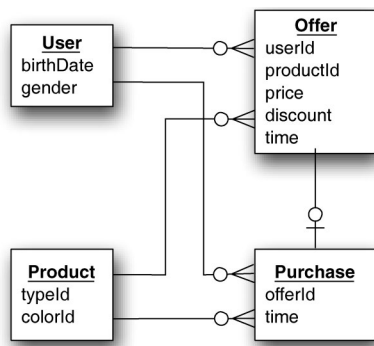 User
birthDate
gender
Offer
userId
productId
price
discount
time
Product
typeId
colorId
Purchase
offerId
time